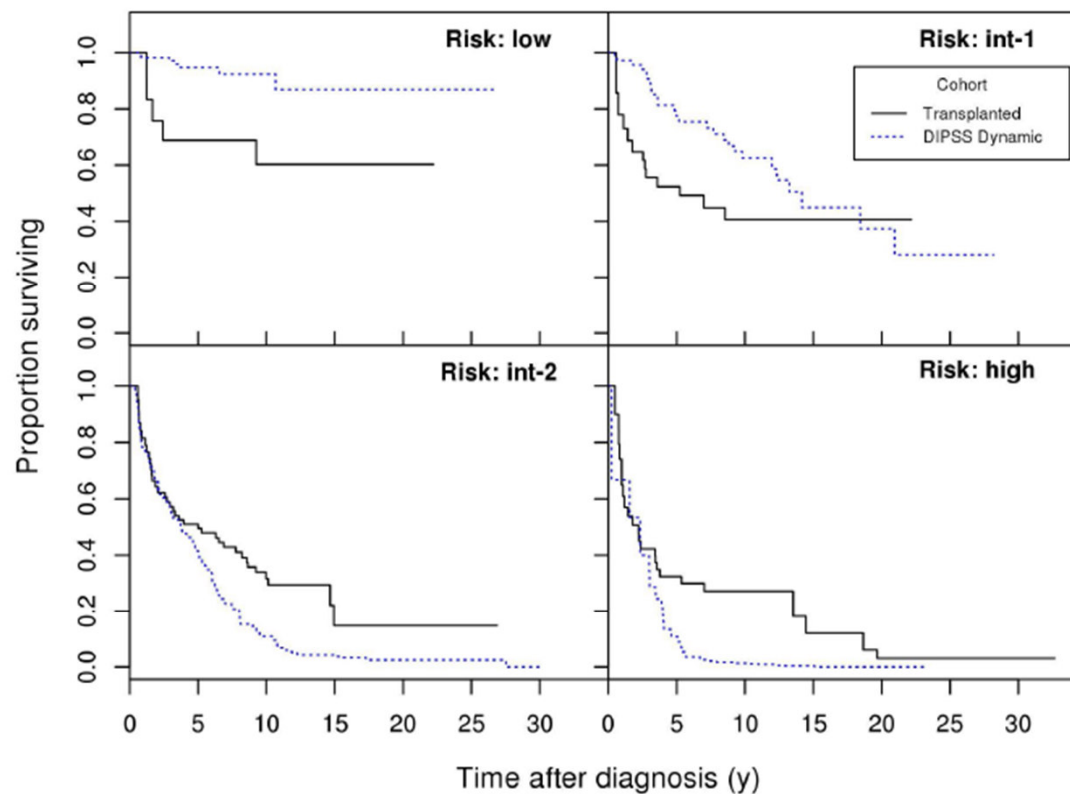 Risk: low
Risk: int-1
Cohort
Transplanted
DIPSS Dynamic
1.0
0.8
0.6
0.4
0.2
0.0
Risk: int-2
Risk: high
1.0
0.8
0.6
0.4
0.2
0.0
Proportion surviving
0 5 10 15 20 25 30 0 5 10 15 20 25 30
Time after diagnosis (y)